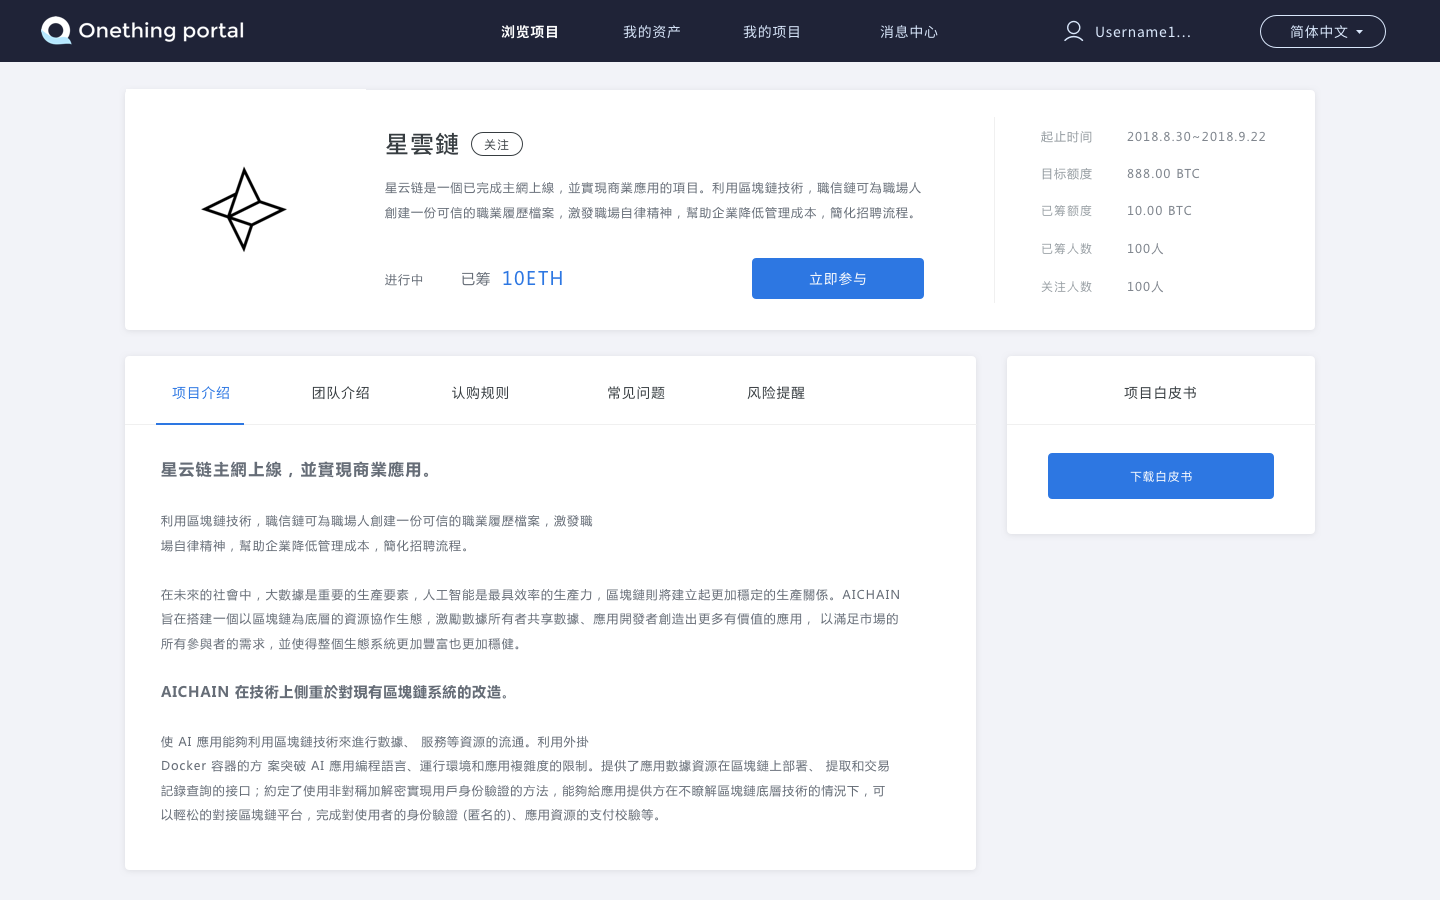 Onething portal
浏览项目
我的资产
我的项目
消息中心
Username1...
简体中文
星雲鏈
关注
星云链是一個已完成主網上線，並實現商業應用的項目。利用區塊鏈技術，職信鏈可為職場人
創建一份可信的職業履歷檔案，激發職場自律精神，幫助企業降低管理成本，簡化招聘流程。
进行中
已筹 10ETH
立即参与
起止时间 2018.8.30~2018.9.22
目标额度 888.00 BTC
已筹额度 10.00 BTC
已筹人数 100人
关注人数 100人
项目介绍
团队介绍
认购规则
常见问题
风险提醒
星云链主網上線，並實現商業應用。
利用區塊鏈技術，職信鏈可為職場人創建一份可信的職業履歷檔案，激發職
場自律精神，幫助企業降低管理成本，簡化招聘流程。
在未來的社會中，大數據是重要的生產要素，人工智能是最具效率的生產力，區塊鏈則將建立起更加穩定的生產關係。AICHAIN
旨在搭建一個以區塊鏈為底層的資源協作生態，激勵數據所有者共享數據、應用開發者創造出更多有價值的應用， 以滿足市場的
所有參與者的需求，並使得整個生態系統更加豐富也更加穩健。
AICHAIN 在技術上側重於對現有區塊鏈系統的改造。
使 AI 應用能夠利用區塊鏈技術來進行數據、 服務等資源的流通。利用外掛
Docker 容器的方 案突破 AI 應用編程語言、運行環境和應用複雜度的限制。提供了應用數據資源在區塊鏈上部署、 提取和交易
記錄查詢的接口；約定了使用非對稱加解密實現用戶身份驗證的方法，能夠給應用提供方在不瞭解區塊鏈底層技術的情況下，可
以輕松的對接區塊鏈平台，完成對使用者的身份驗證 (匿名的)、應用資源的支付校驗等。
项目白皮书
下载白皮书